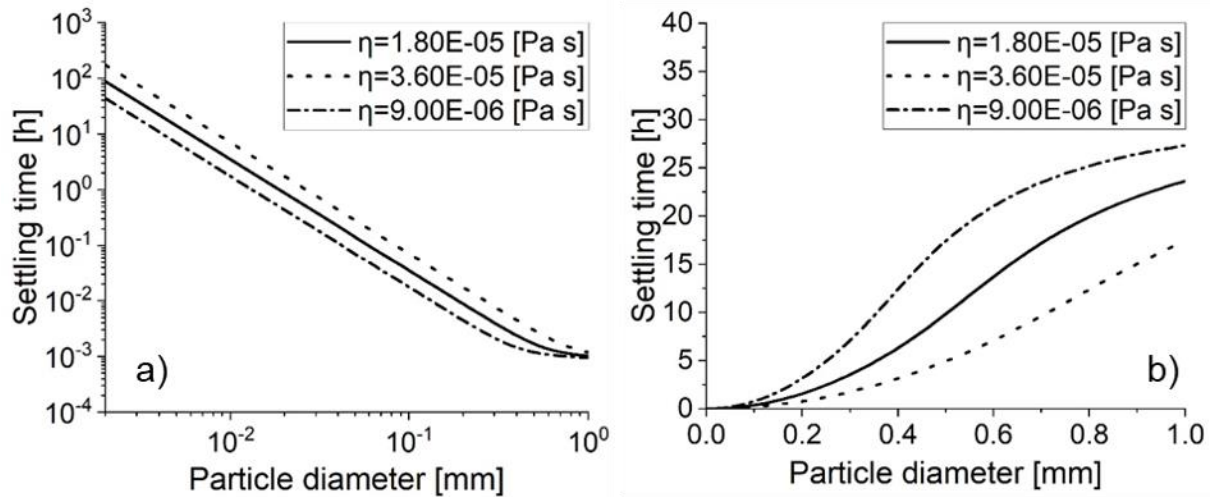 10³
10²
10¹
10⁰
10⁻¹
10⁻²
10⁻³
10⁻⁴
Settling time [h]
η=1.80E-05 [Pa s]
η=3.60E-05 [Pa s]
η=9.00E-06 [Pa s]
a)
10⁻² 10⁻¹ 10⁰
Particle diameter [mm]
40
35
30
25
20
15
10
5
0
Settling time [h]
η=1.80E-05 [Pa s]
η=3.60E-05 [Pa s]
η=9.00E-06 [Pa s]
b)
0.0 0.2 0.4 0.6 0.8 1.0
Particle diameter [mm]